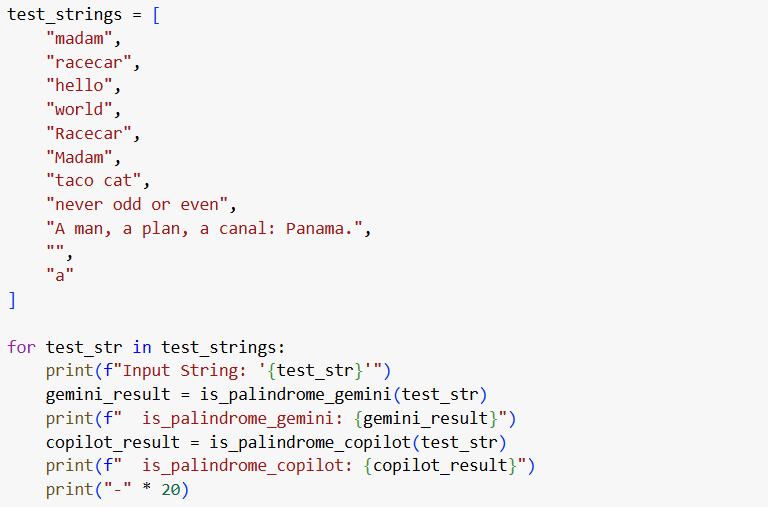 test_strings = [
    "madam",
    "racecar",
    "hello",
    "world",
    "Racecar",
    "Madam",
    "taco cat",
    "never odd or even",
    "A man, a plan, a canal: Panama.",
    "",
    "a"
]

for test_str in test_strings:
    print(f"Input String: '{test_str}'")
    gemini_result = is_palindrome_gemini(test_str)
    print(f"  is_palindrome_gemini: {gemini_result}")
    copilot_result = is_palindrome_copilot(test_str)
    print(f"  is_palindrome_copilot: {copilot_result}")
    print("-" * 20)